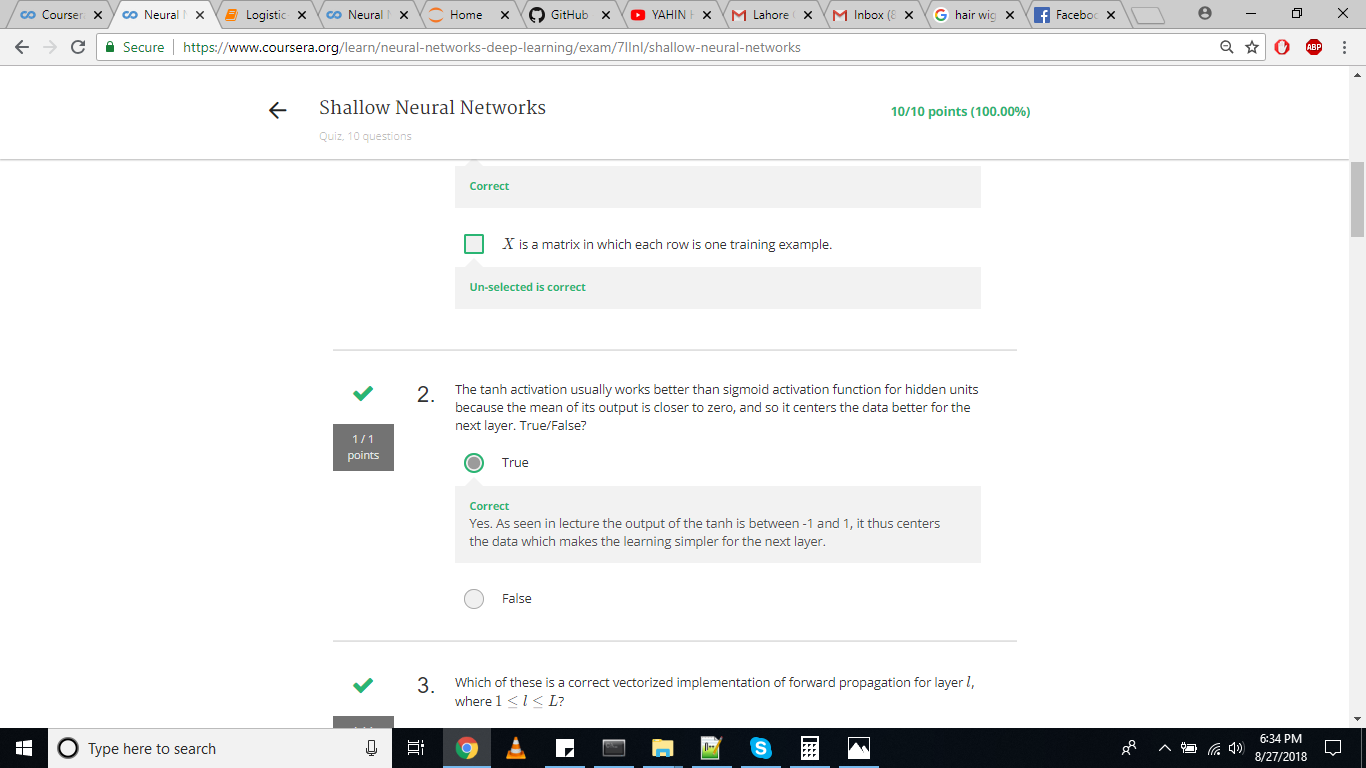 Coursera
Neural N
Logistic
Neural N
Home
GitHub
YAHIN
Lahore
Inbox (8
hair wig
Faceboo
Secure
https://www.coursera.org/learn/neural-networks-deep-learning/exam/7IInl/shallow-neural-networks
ABP
Shallow Neural Networks
10/10 points (100.00%)
Quiz, 10 questions
Correct
X is a matrix in which each row is one training example.
Un-selected is correct
2.
The tanh activation usually works better than sigmoid activation function for hidden units
because the mean of its output is closer to zero, and so it centers the data better for the
next layer. True/False?
1 / 1
points
True
Correct
Yes. As seen in lecture the output of the tanh is between -1 and 1, it thus centers
the data which makes the learning simpler for the next layer.
False
3.
Which of these is a correct vectorized implementation of forward propagation for layer l,
where 1 ≤ l ≤ L?
Type here to search
6:34 PM
8/27/2018